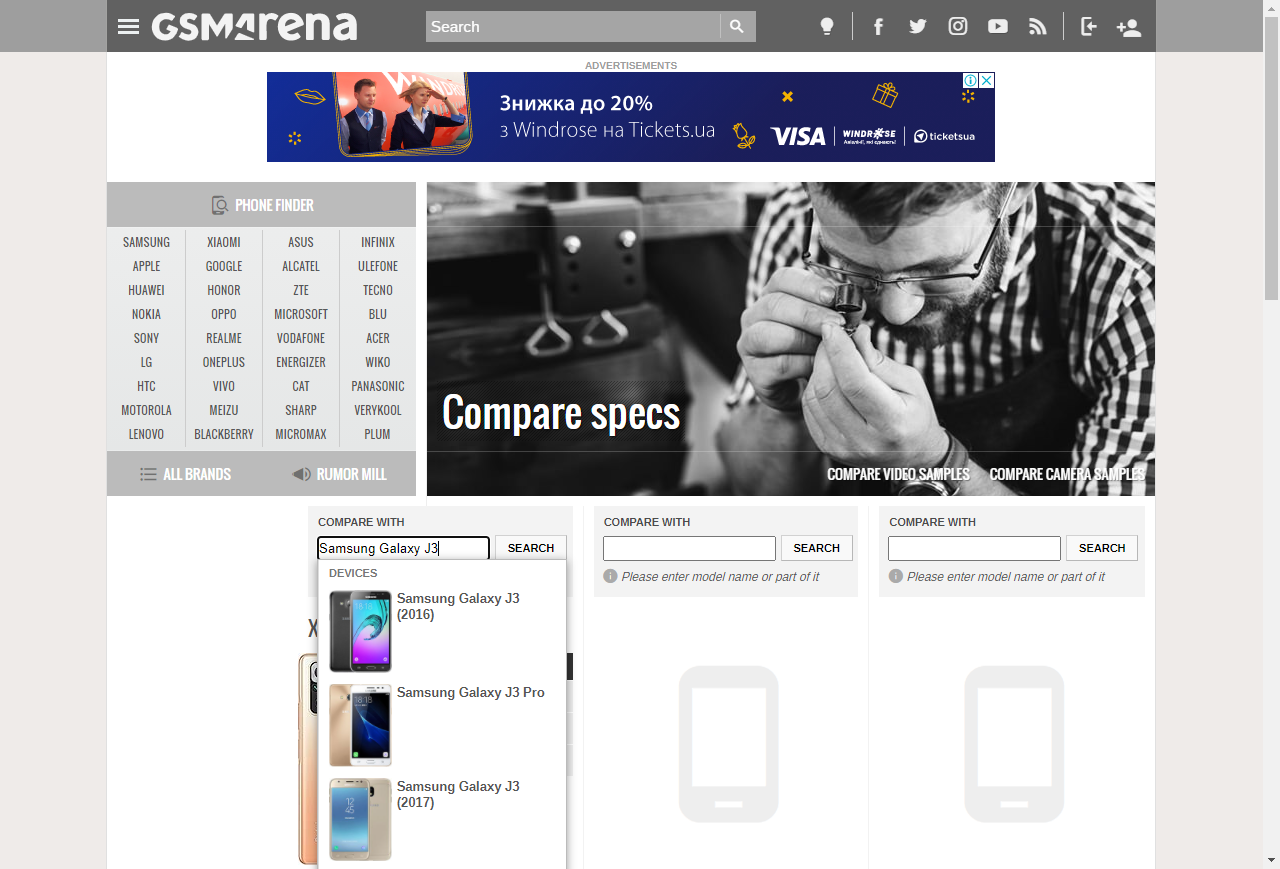 GSMArena
Search
ADVERTISEMENTS
Знижка до 20%
з Windrose на Tickets.ua
VISA
WINDROSE
Авіалінії, які єднають!
ticketsua
PHONE FINDER
SAMSUNG XIAOMI ASUS INFINIX
APPLE GOOGLE ALCATEL ULEFONE
HUAWEI HONOR ZTE TECNO
NOKIA OPPO MICROSOFT BLU
SONY REALME VODAFONE ACER
LG ONEPLUS ENERGIZER WIKO
HTC VIVO CAT PANASONIC
MOTOROLA MEIZU SHARP VERYKOOL
LENOVO BLACKBERRY MICROMAX PLUM
ALL BRANDS RUMOR MILL
Compare specs
COMPARE VIDEO SAMPLES COMPARE CAMERA SAMPLES
COMPARE WITH
Samsung Galaxy J3
SEARCH
DEVICES
Samsung Galaxy J3
(2016)
Samsung Galaxy J3 Pro
Samsung Galaxy J3
(2017)
X
COMPARE WITH
SEARCH
Please enter model name or part of it
COMPARE WITH
SEARCH
Please enter model name or part of it